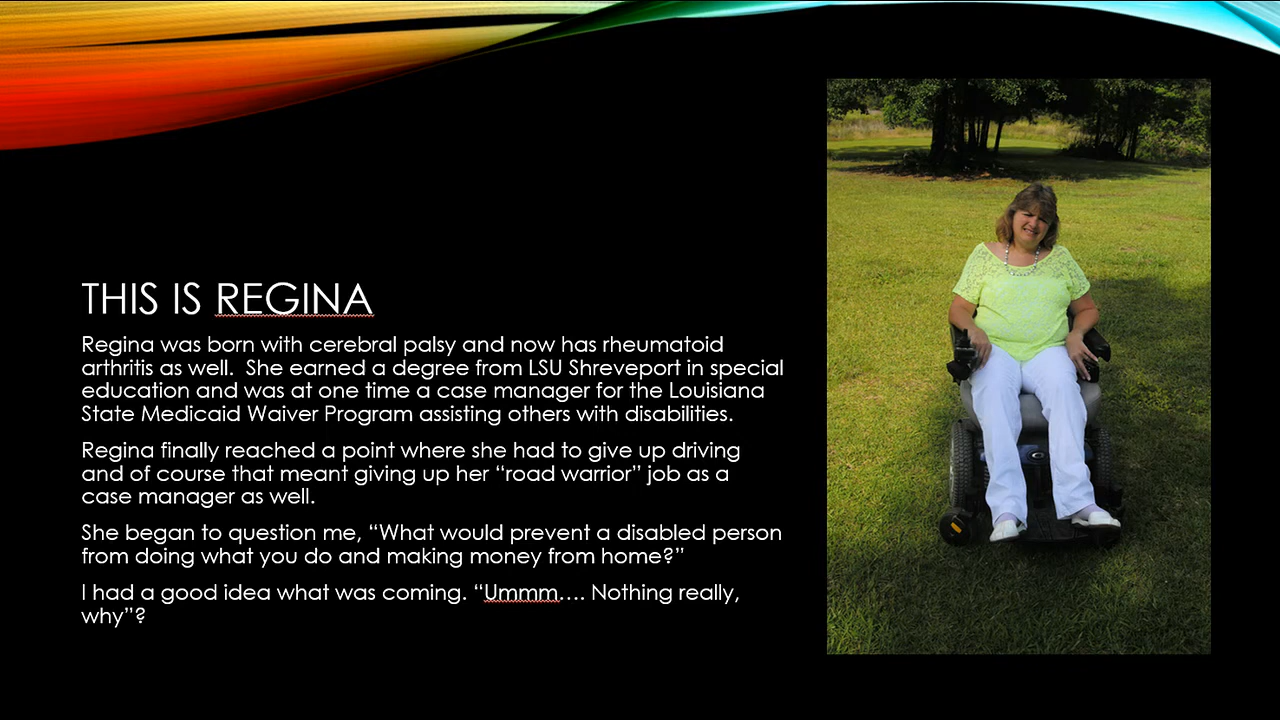 THIS IS REGINA
Regina was born with cerebral palsy and now has rheumatoid
arthritis as well.  She earned a degree from LSU Shreveport in special
education and was at one time a case manager for the Louisiana
State Medicaid Waiver Program assisting others with disabilities.
Regina finally reached a point where she had to give up driving
and of course that meant giving up her “road warrior” job as a
case manager as well.
She began to question me, “What would prevent a disabled person
from doing what you do and making money from home?”
I had a good idea what was coming. “Ummm…. Nothing really,
why”?